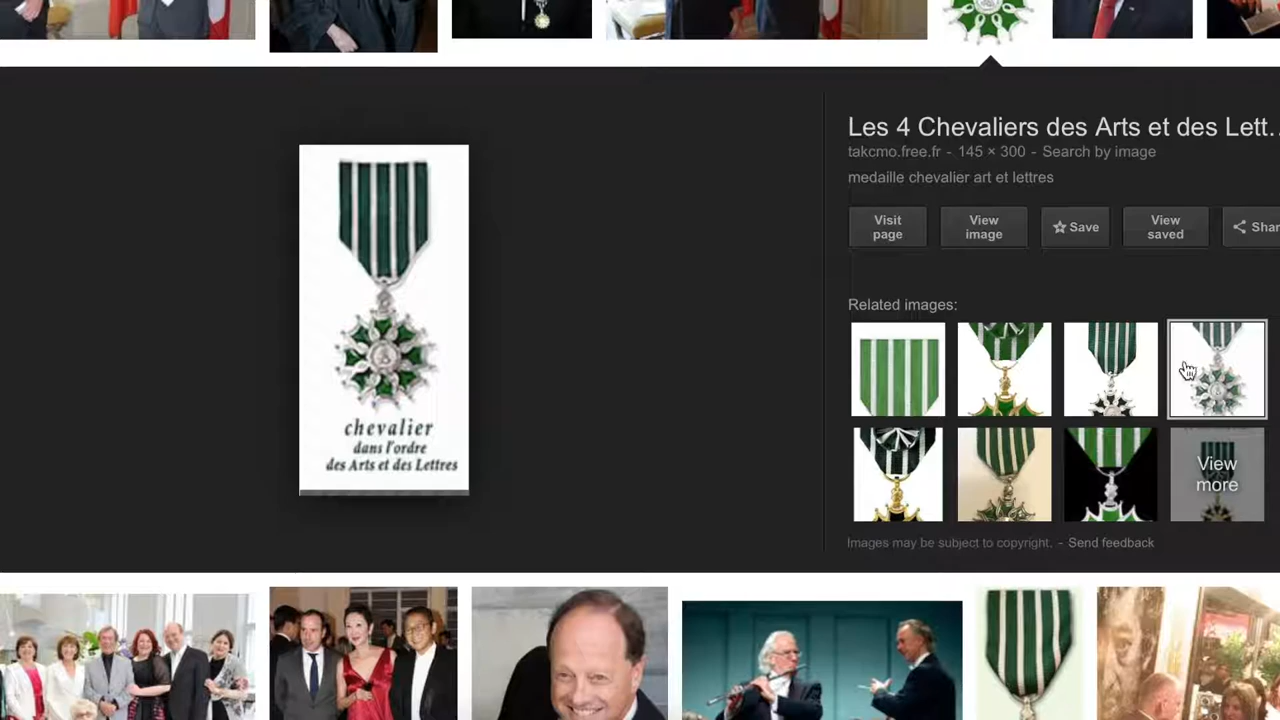 Les 4 Chevaliers des Arts et des Lett...
takcmo.free.fr - 145 × 300 - Search by image
medaille chevalier art et lettres
Visit page
View image
Save
View saved
Shar
Related images:
chevalier
dans l'ordre
des Arts et des Lettres
View more
Images may be subject to copyright. - Send feedback